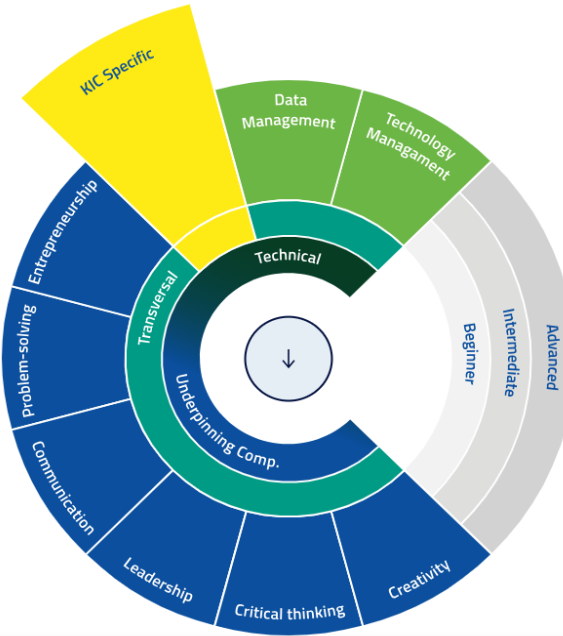 KIC Specific
Data
Management
Technology
Managament
Entrepreneurship
Problem-solving
Communication
Leadership
Critical thinking
Creativity
Transversal
Technical
Underpinning Comp.
Beginner
Intermediate
Advanced